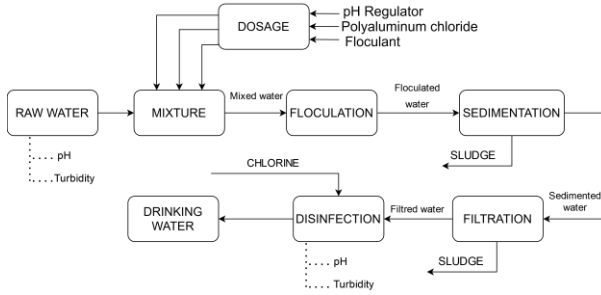 DOSAGE
pH Regulator
Polyaluminum chloride
Floculant
RAW WATER
MIXTURE
Mixed water
FLOCULATION
Floculated
water
SEDIMENTATION
pH
Turbidity
SLUDGE
CHLORINE
DRINKING
WATER
DISINFECTION
Filtred water
FILTRATION
Sedimented
water
pH
Turbidity
SLUDGE